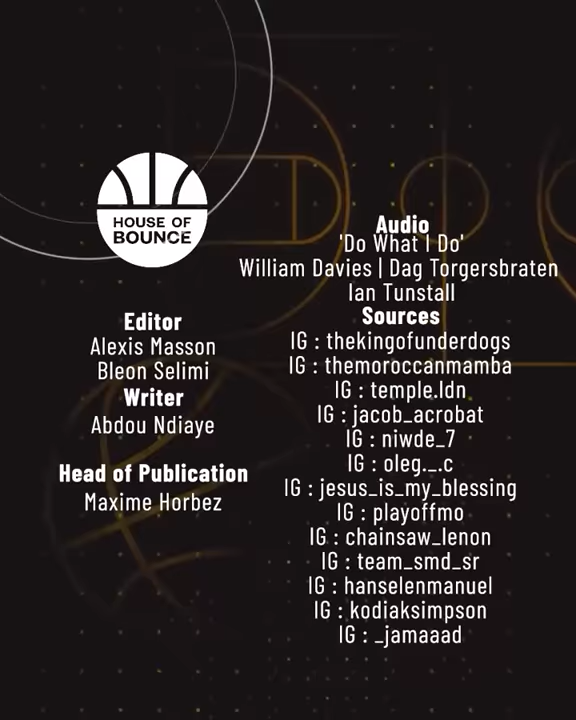 HOUSE OF
BOUNCE
Editor
Alexis Masson
Bleon Selimi
Writer
Abdou Ndiaye
Head of Publication
Maxime Horbez
Audio
'Do What I Do'
William Davies | Dag Torgersbraten
Ian Tunstall
Sources
IG : thekingofunderdogs
IG : themoroccanmamba
IG : temple.ldn
IG : jacob_acrobat
IG : niwde_7
IG : oleg._.c
IG : jesus_is_my_blessing
IG : playoffmo
IG : chainsaw_lenon
IG : team_smd_sr
IG : hanselenmanuel
IG : kodiaksimpson
IG : _jamaaad